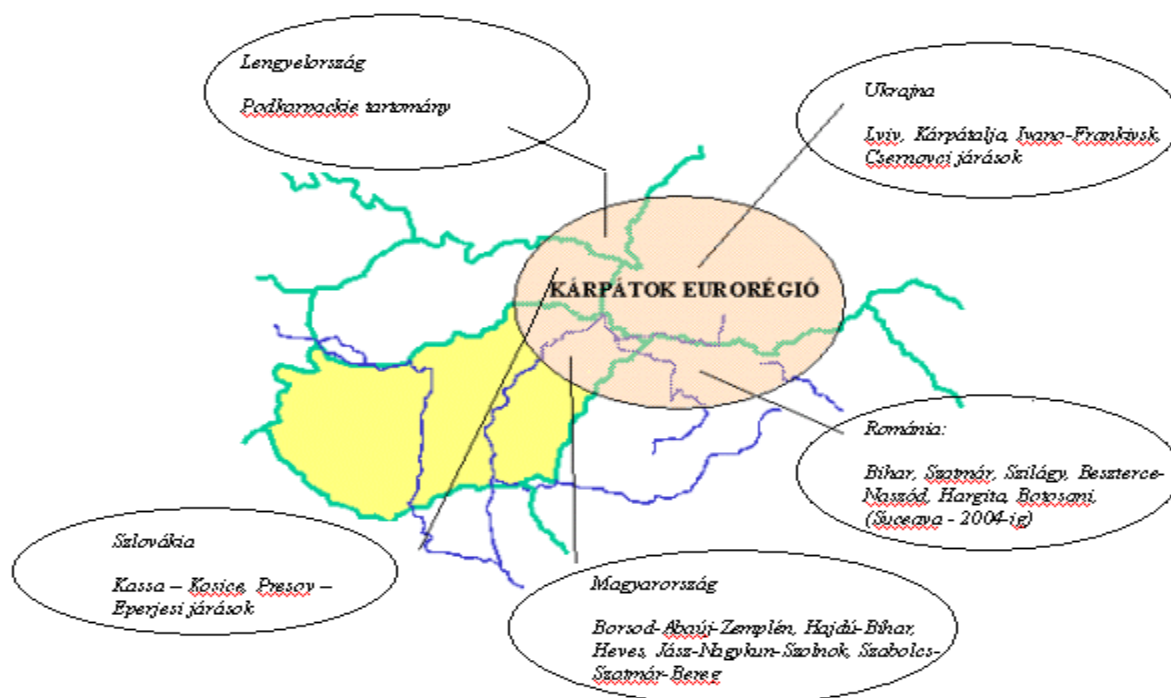 Lengyelország
Podkarpackie tartomány
Ukrajna
Lviv, Kárpátalja, Ivano-Frankivsk,
Csernovci járások
KÁRPÁTOK EURORÉGIÓ
Románia:
Bihar, Szatmár, Szilágy, Beszterce-
Naszód, Hargita, Botosani,
(Suceava - 2004-ig)
Szlovákia
Kassa – Kosice, Presov –
Eperjesi járások
Magyarország
Borsod-Abaúj-Zemplén, Hajdú-Bihar,
Heves, Jász-Nagykun-Szolnok, Szabolcs-
Szatmár-Bereg